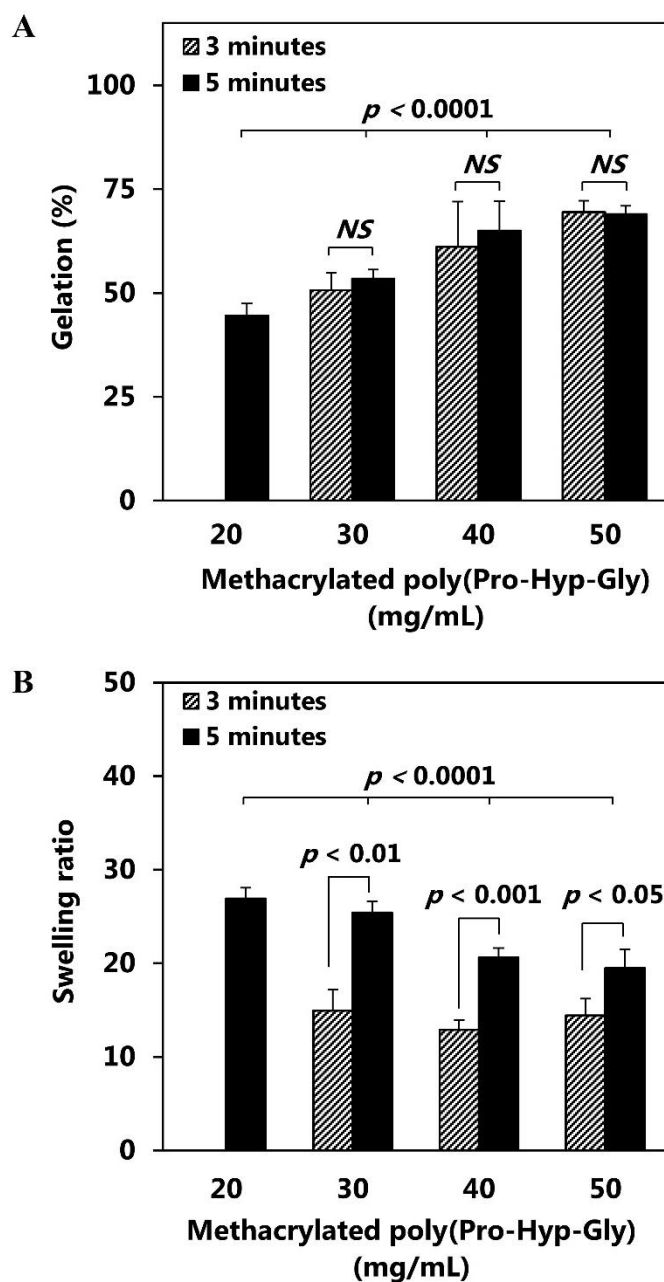 A
3 minutes
5 minutes
100
p < 0.0001
NS
NS
75
NS
Gelation (%)
50
25
0
20 30 40 50
Methacrylated poly(Pro-Hyp-Gly)
(mg/mL)
B
50
3 minutes
5 minutes
40
p < 0.0001
Swelling ratio
30
p < 0.01
p < 0.001
p < 0.05
20
10
0
20 30 40 50
Methacrylated poly(Pro-Hyp-Gly)
(mg/mL)